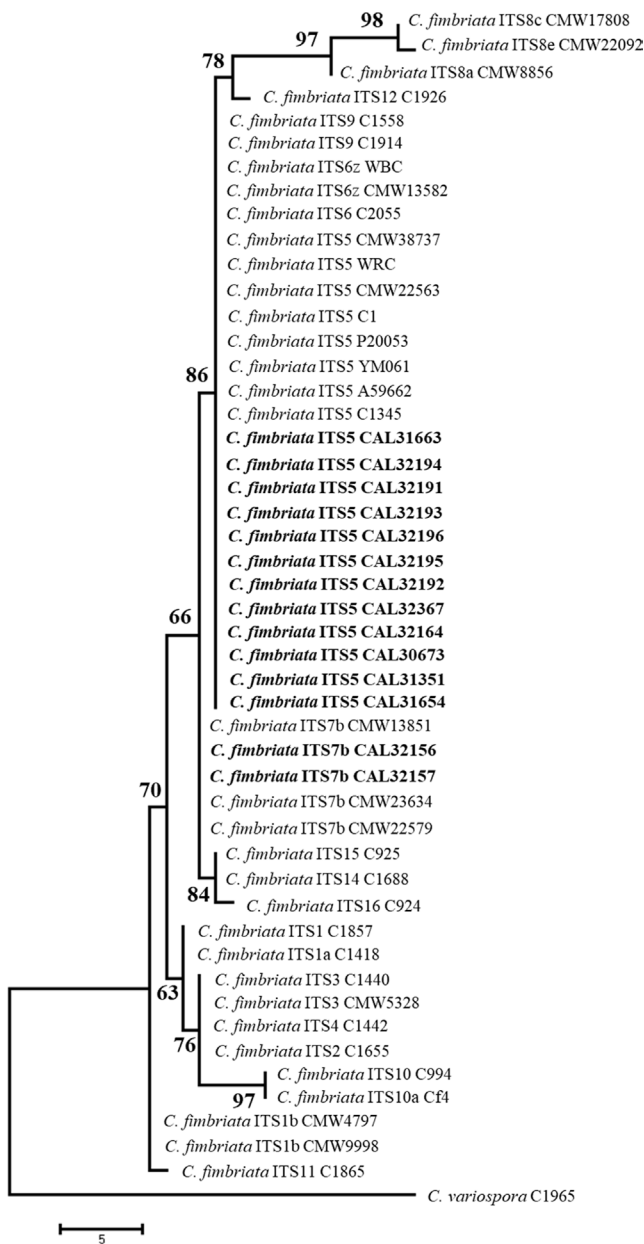 98
C. fimbriata ITS8c CMW17808
97
C. fimbriata ITS8e CMW22092
78
C. fimbriata ITS8a CMW8856
C. fimbriata ITS12 C1926
C. fimbriata ITS9 C1558
C. fimbriata ITS9 C1914
C. fimbriata ITS6z WBC
C. fimbriata ITS6z CMW13582
C. fimbriata ITS6 C2055
C. fimbriata ITS5 CMW38737
C. fimbriata ITS5 WRC
C. fimbriata ITS5 CMW22563
C. fimbriata ITS5 C1
C. fimbriata ITS5 P20053
C. fimbriata ITS5 YM061
86
C. fimbriata ITS5 A59662
C. fimbriata ITS5 C1345
C. fimbriata ITS5 CAL31663
C. fimbriata ITS5 CAL32194
C. fimbriata ITS5 CAL32191
C. fimbriata ITS5 CAL32193
C. fimbriata ITS5 CAL32196
C. fimbriata ITS5 CAL32195
C. fimbriata ITS5 CAL32192
C. fimbriata ITS5 CAL32367
66
C. fimbriata ITS5 CAL32164
C. fimbriata ITS5 CAL30673
C. fimbriata ITS5 CAL31351
C. fimbriata ITS5 CAL31654
C. fimbriata ITS7b CMW13851
C. fimbriata ITS7b CAL32156
C. fimbriata ITS7b CAL32157
70
C. fimbriata ITS7b CMW23634
C. fimbriata ITS7b CMW22579
C. fimbriata ITS15 C925
C. fimbriata ITS14 C1688
84
C. fimbriata ITS16 C924
C. fimbriata ITS1 C1857
C. fimbriata ITS1a C1418
C. fimbriata ITS3 C1440
63
C. fimbriata ITS3 CMW5328
C. fimbriata ITS4 C1442
76
C. fimbriata ITS2 C1655
C. fimbriata ITS10 C994
97
C. fimbriata ITS10a Cf4
C. fimbriata ITS1b CMW4797
C. fimbriata ITS1b CMW9998
C. fimbriata ITS11 C1865
C. variospora C1965
5